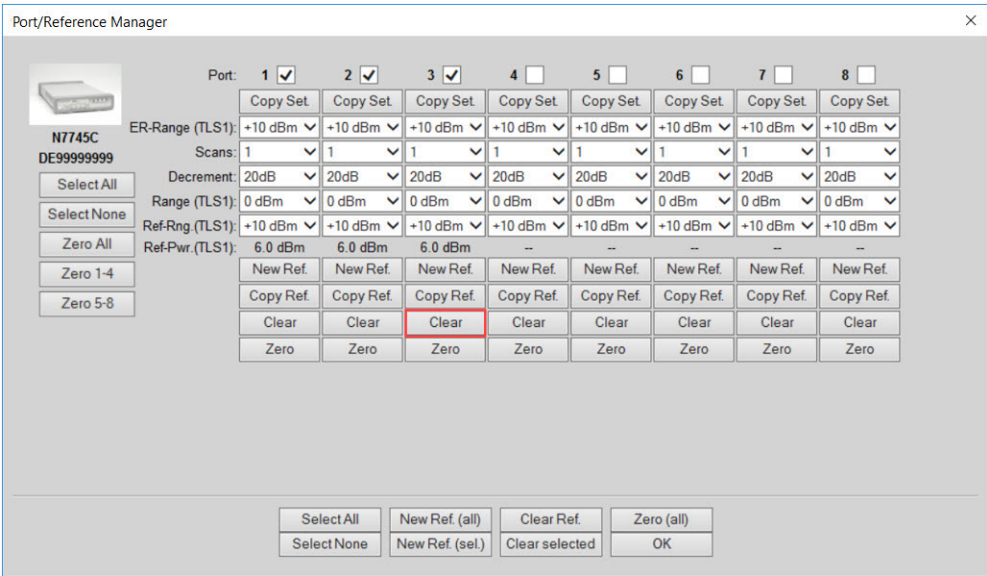 Port/Reference Manager
Port: 1 2 3 4 5 6 7 8
Copy Set. Copy Set. Copy Set. Copy Set. Copy Set. Copy Set. Copy Set. Copy Set.
N7745C
DE99999999
ER-Range (TLS1): +10 dBm +10 dBm +10 dBm +10 dBm +10 dBm +10 dBm +10 dBm +10 dBm
Scans: 1 1 1 1 1 1 1 1
Select All
Decrement: 20dB 20dB 20dB 20dB 20dB 20dB 20dB 20dB
Range (TLS1): 0 dBm 0 dBm 0 dBm 0 dBm 0 dBm 0 dBm 0 dBm 0 dBm
Select None
Ref-Rng.(TLS1): +10 dBm +10 dBm +10 dBm +10 dBm +10 dBm +10 dBm +10 dBm +10 dBm
Zero All
Ref-Pwr.(TLS1): 6.0 dBm 6.0 dBm 6.0 dBm -- -- -- -- --
Zero 1-4
New Ref. New Ref. New Ref. New Ref. New Ref. New Ref. New Ref. New Ref.
Zero 5-8
Copy Ref. Copy Ref. Copy Ref. Copy Ref. Copy Ref. Copy Ref. Copy Ref. Copy Ref.
Clear Clear Clear Clear Clear Clear Clear Clear
Zero Zero Zero Zero Zero Zero Zero Zero
Select All New Ref. (all) Clear Ref. Zero (all)
Select None New Ref. (sel.) Clear selected OK